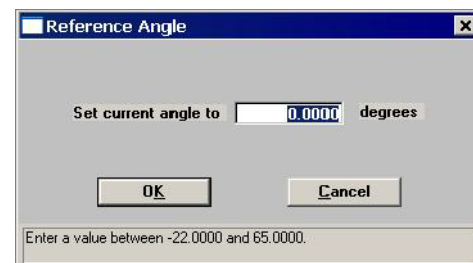 Reference Angle
Set current angle to 0.0000 degrees
OK Cancel
Enter a value between -22.0000 and 65.0000.